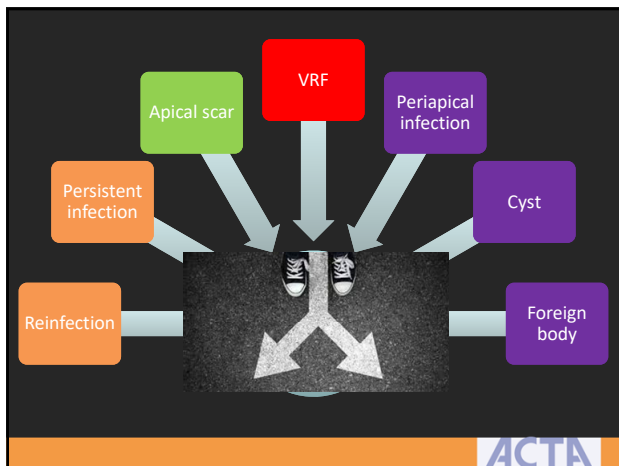 VRF
Apical scar
Periapical
infection
Persistent
infection
Cyst
Reinfection
Foreign
body
ACTA